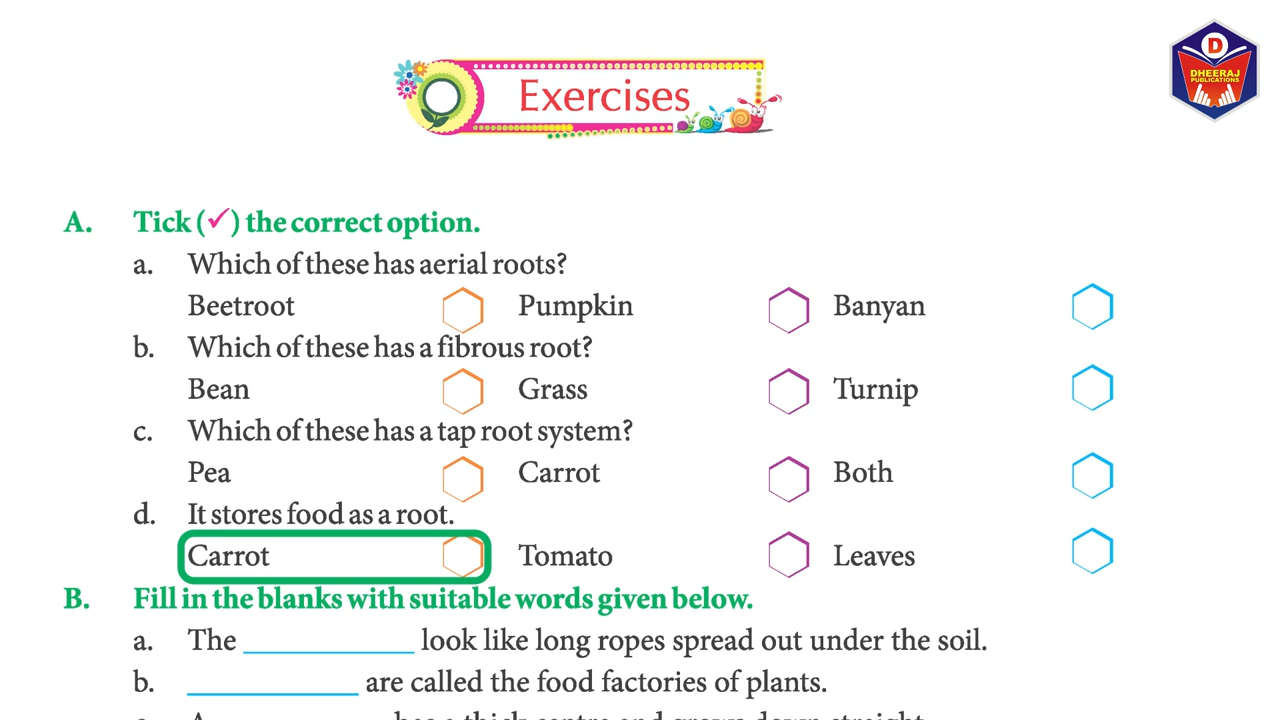 D
DHEERAJ
PUBLICATIONS
Exercises
A. Tick (✓) the correct option.
a. Which of these has aerial roots?
Beetroot Pumpkin Banyan
b. Which of these has a fibrous root?
Bean Grass Turnip
c. Which of these has a tap root system?
Pea Carrot Both
d. It stores food as a root.
Carrot Tomato Leaves
B. Fill in the blanks with suitable words given below.
a. The ____________ look like long ropes spread out under the soil.
b. ____________ are called the food factories of plants.